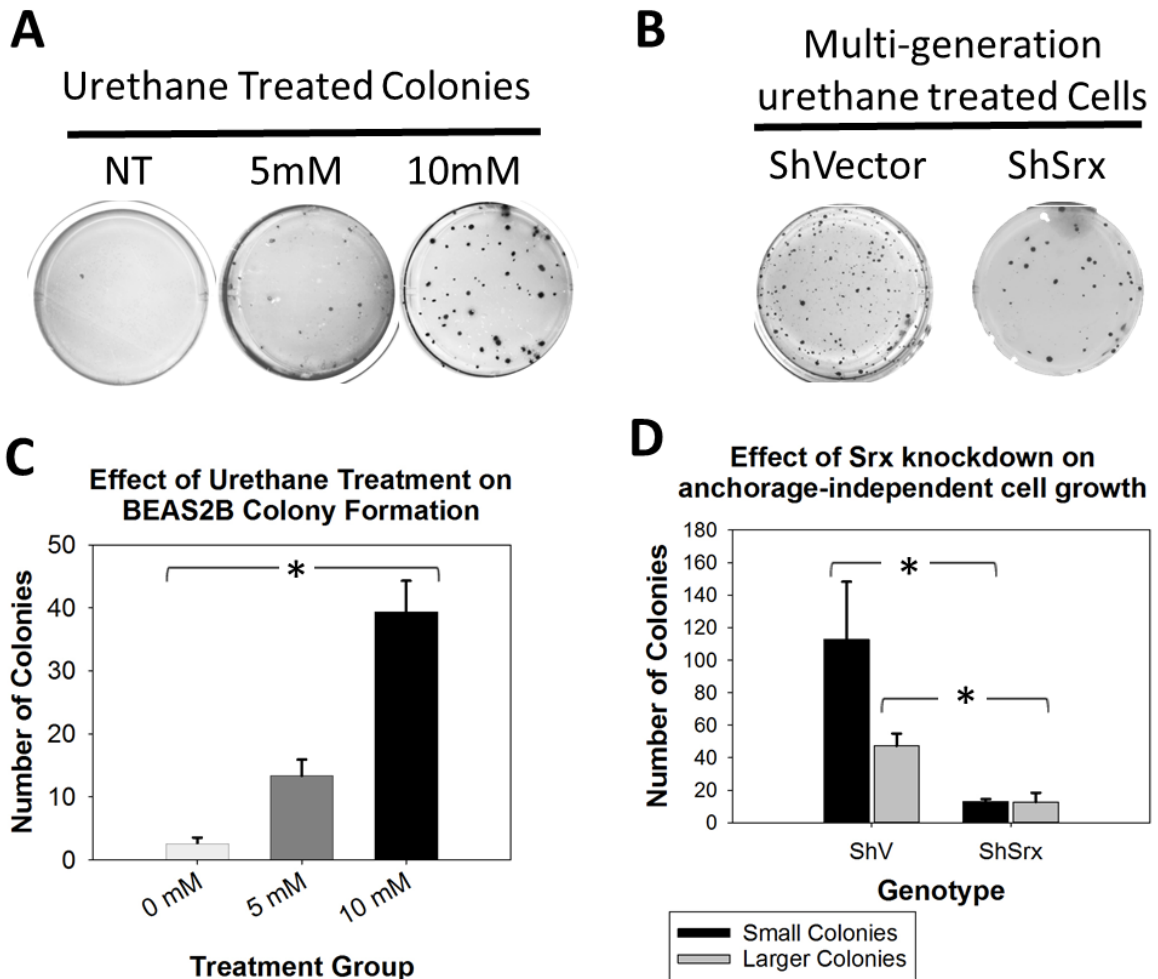 A
Urethane Treated Colonies
NT
5mM
10mM
B
Multi-generation
urethane treated Cells
ShVector
ShSrx
C
Effect of Urethane Treatment on
BEAS2B Colony Formation
Number of Colonies
50
40
30
20
10
0
*
0 mM
5 mM
10 mM
Treatment Group
D
Effect of Srx knockdown on
anchorage-independent cell growth
Number of Colonies
180
160
140
120
100
80
60
40
20
0
*
*
ShV
ShSrx
Genotype
Small Colonies
Larger Colonies